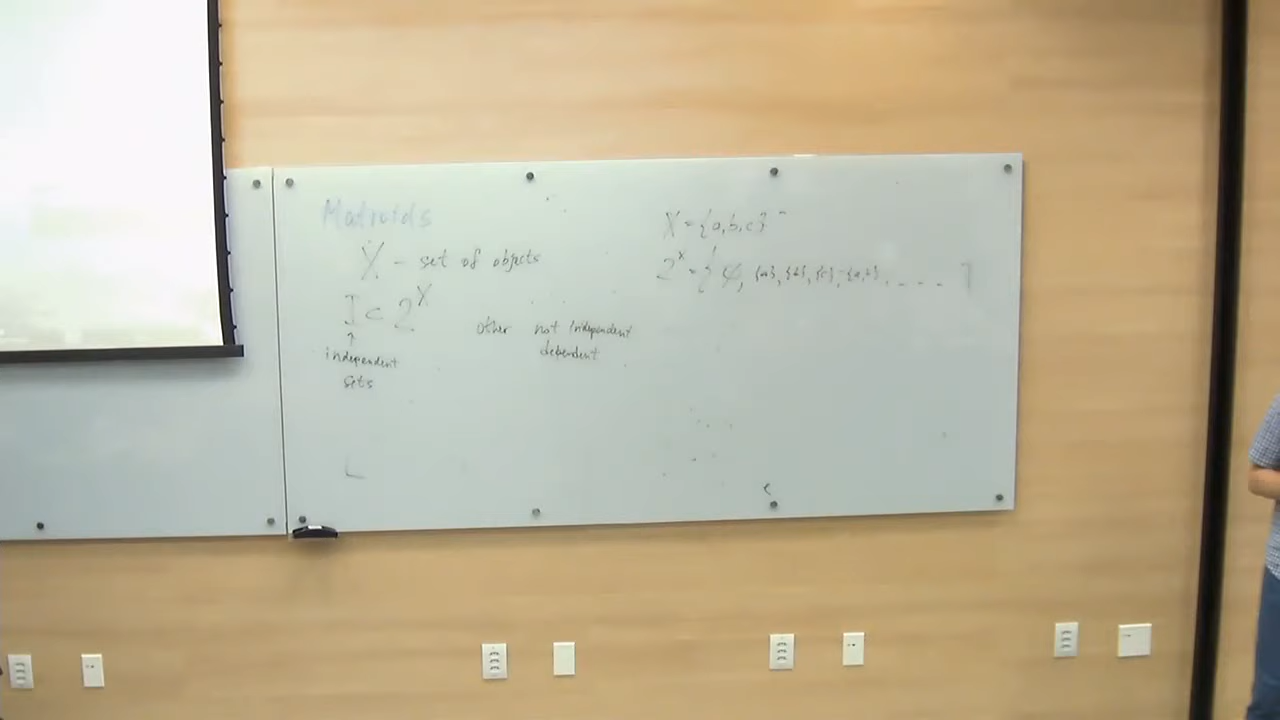 Matroids
X - set of objects
I ⊂ 2^X
↑
independent
sets
other not independent
dependent
X = {a,b,c}
2^X = {∅, {a}, {b}, {c}, {a,b}, . . . . }